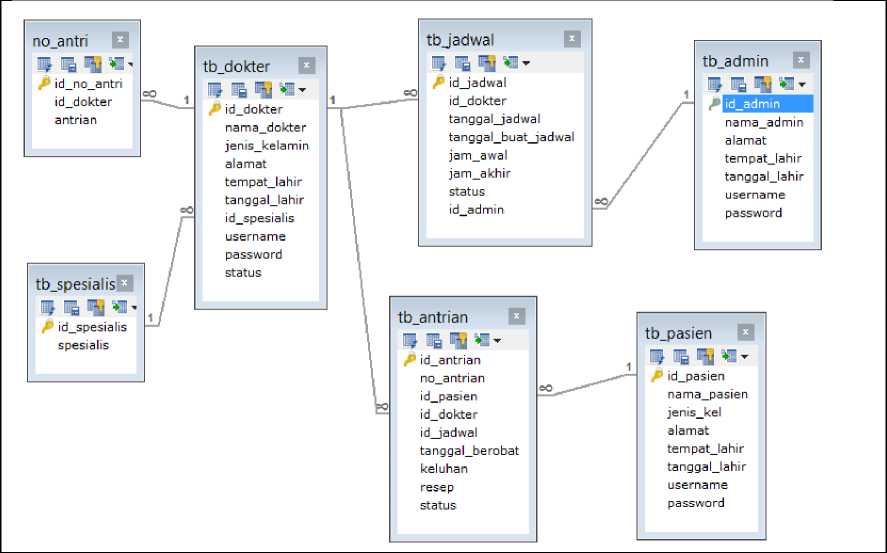 no_antri
id_no_antri
id_dokter
antrian
∞
1
tb_dokter
id_dokter
nama_dokter
jenis_kelamin
alamat
tempat_lahir
tanggal_lahir
id_spesialis
username
password
status
1
∞
∞
tb_jadwal
id_jadwal
id_dokter
tanggal_jadwal
tanggal_buat_jadwal
jam_awal
jam_akhir
status
id_admin
1
∞
tb_admin
id_admin
nama_admin
alamat
tempat_lahir
tanggal_lahir
username
password
tb_spesialis
id_spesialis
spesialis
1
∞
tb_antrian
id_antrian
no_antrian
id_pasien
id_dokter
id_jadwal
tanggal_berobat
keluhan
resep
status
∞
1
tb_pasien
id_pasien
nama_pasien
jenis_kel
alamat
tempat_lahir
tanggal_lahir
username
password